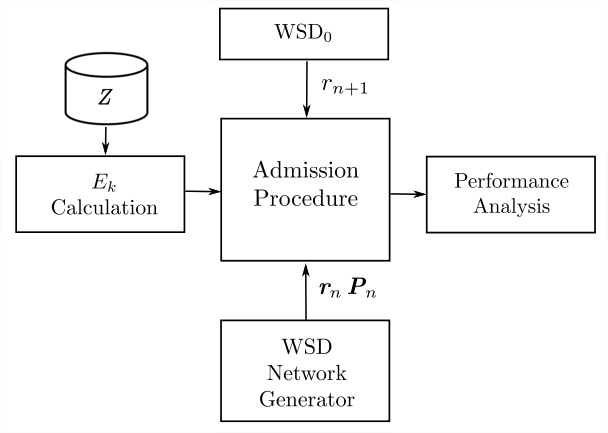 WSD₀
rₙ₊₁
Z
Eₖ
Calculation
Admission
Procedure
Performance
Analysis
rₙ Pₙ
WSD
Network
Generator